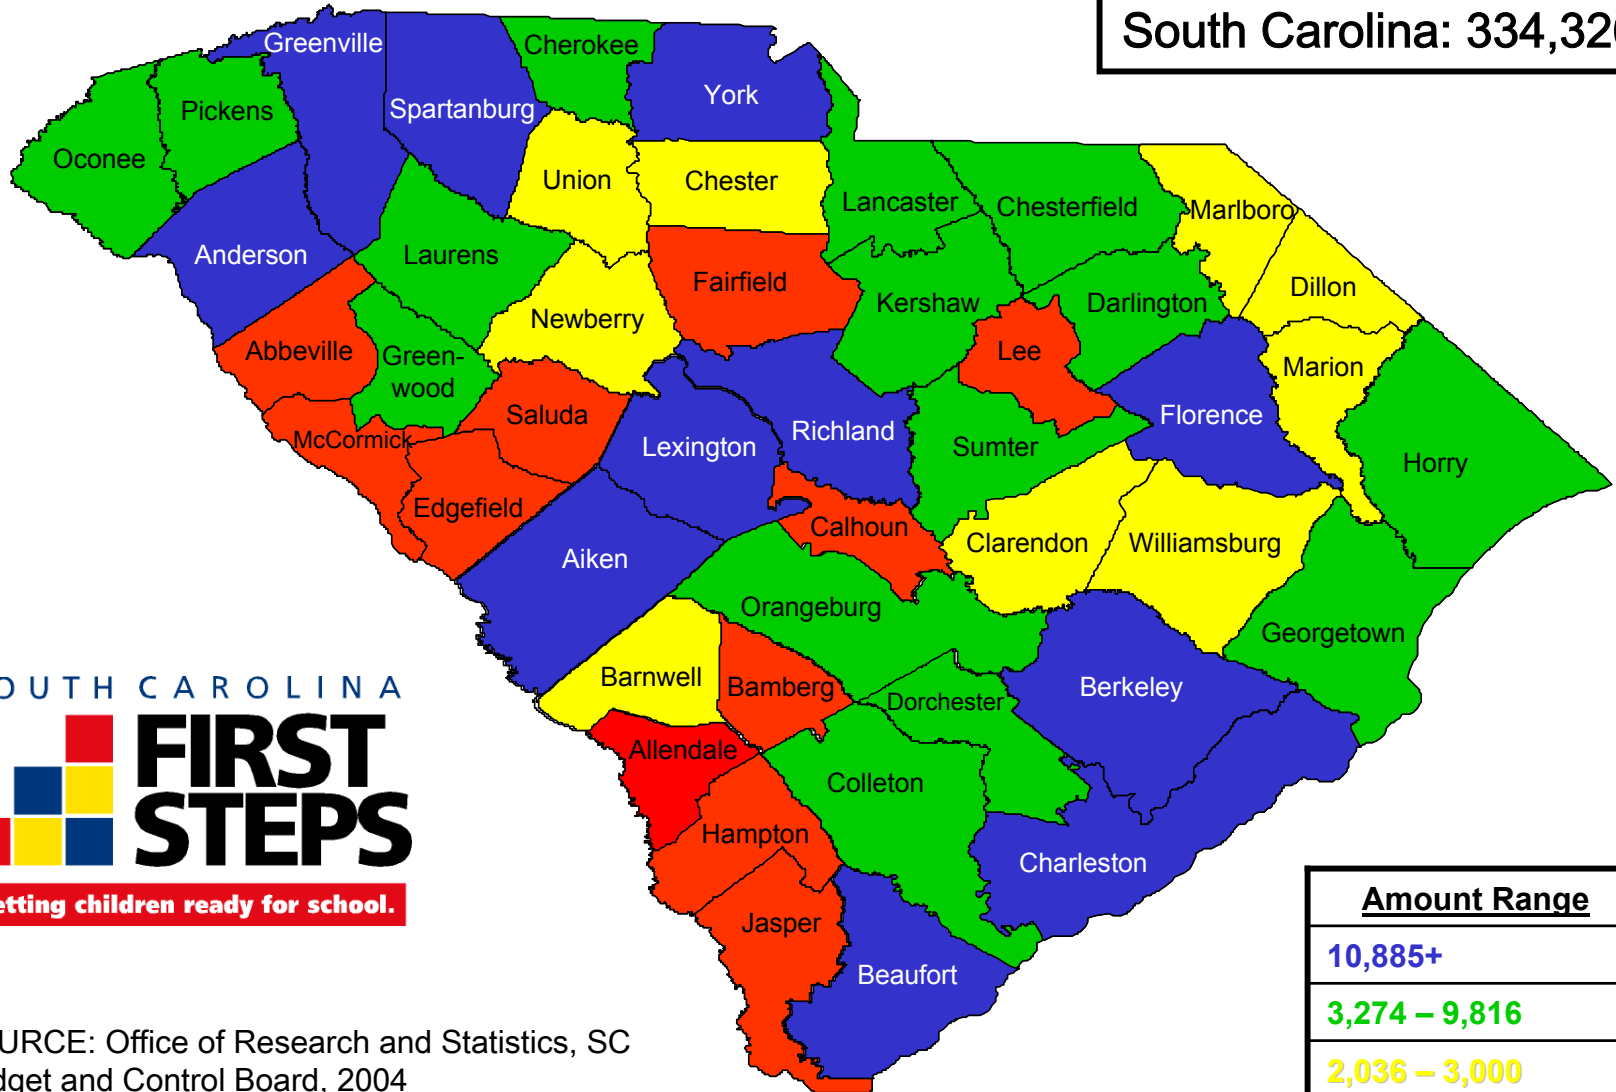 South Carolina: 334,32
Greenville
Cherokee
Spartanburg
York
Pickens
Oconee
Union
Chester
Lancaster
Chesterfield
Marlboro
Anderson
Laurens
Fairfield
Kershaw
Darlington
Dillon
Newberry
Abbeville
Green-
wood
Lee
Marion
Saluda
McCormick
Lexington
Richland
Sumter
Florence
Horry
Edgefield
Calhoun
Clarendon
Williamsburg
Aiken
Orangeburg
Georgetown
Barnwell
Bamberg
Dorchester
Berkeley
Allendale
Colleton
Hampton
Charleston
Jasper
Beaufort
OUTH CAROLINA
FIRST
STEPS
etting children ready for school.
URCE: Office of Research and Statistics, SC
dget and Control Board, 2004
Amount Range
10,885+
3,274 – 9,816
2,036 – 3,000